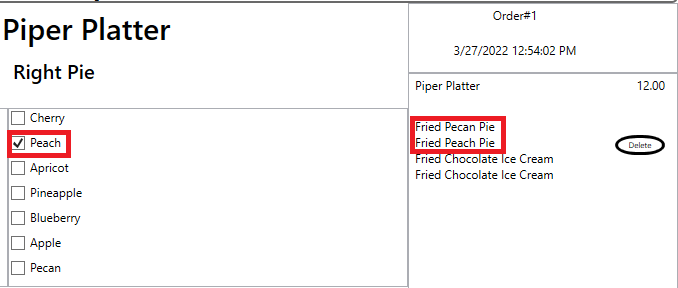 Piper Platter
Right Pie
Cherry
Peach
Apricot
Pineapple
Blueberry
Apple
Pecan
Order#1
3/27/2022 12:54:02 PM
Piper Platter 12.00
Fried Pecan Pie
Fried Peach Pie
Delete
Fried Chocolate Ice Cream
Fried Chocolate Ice Cream